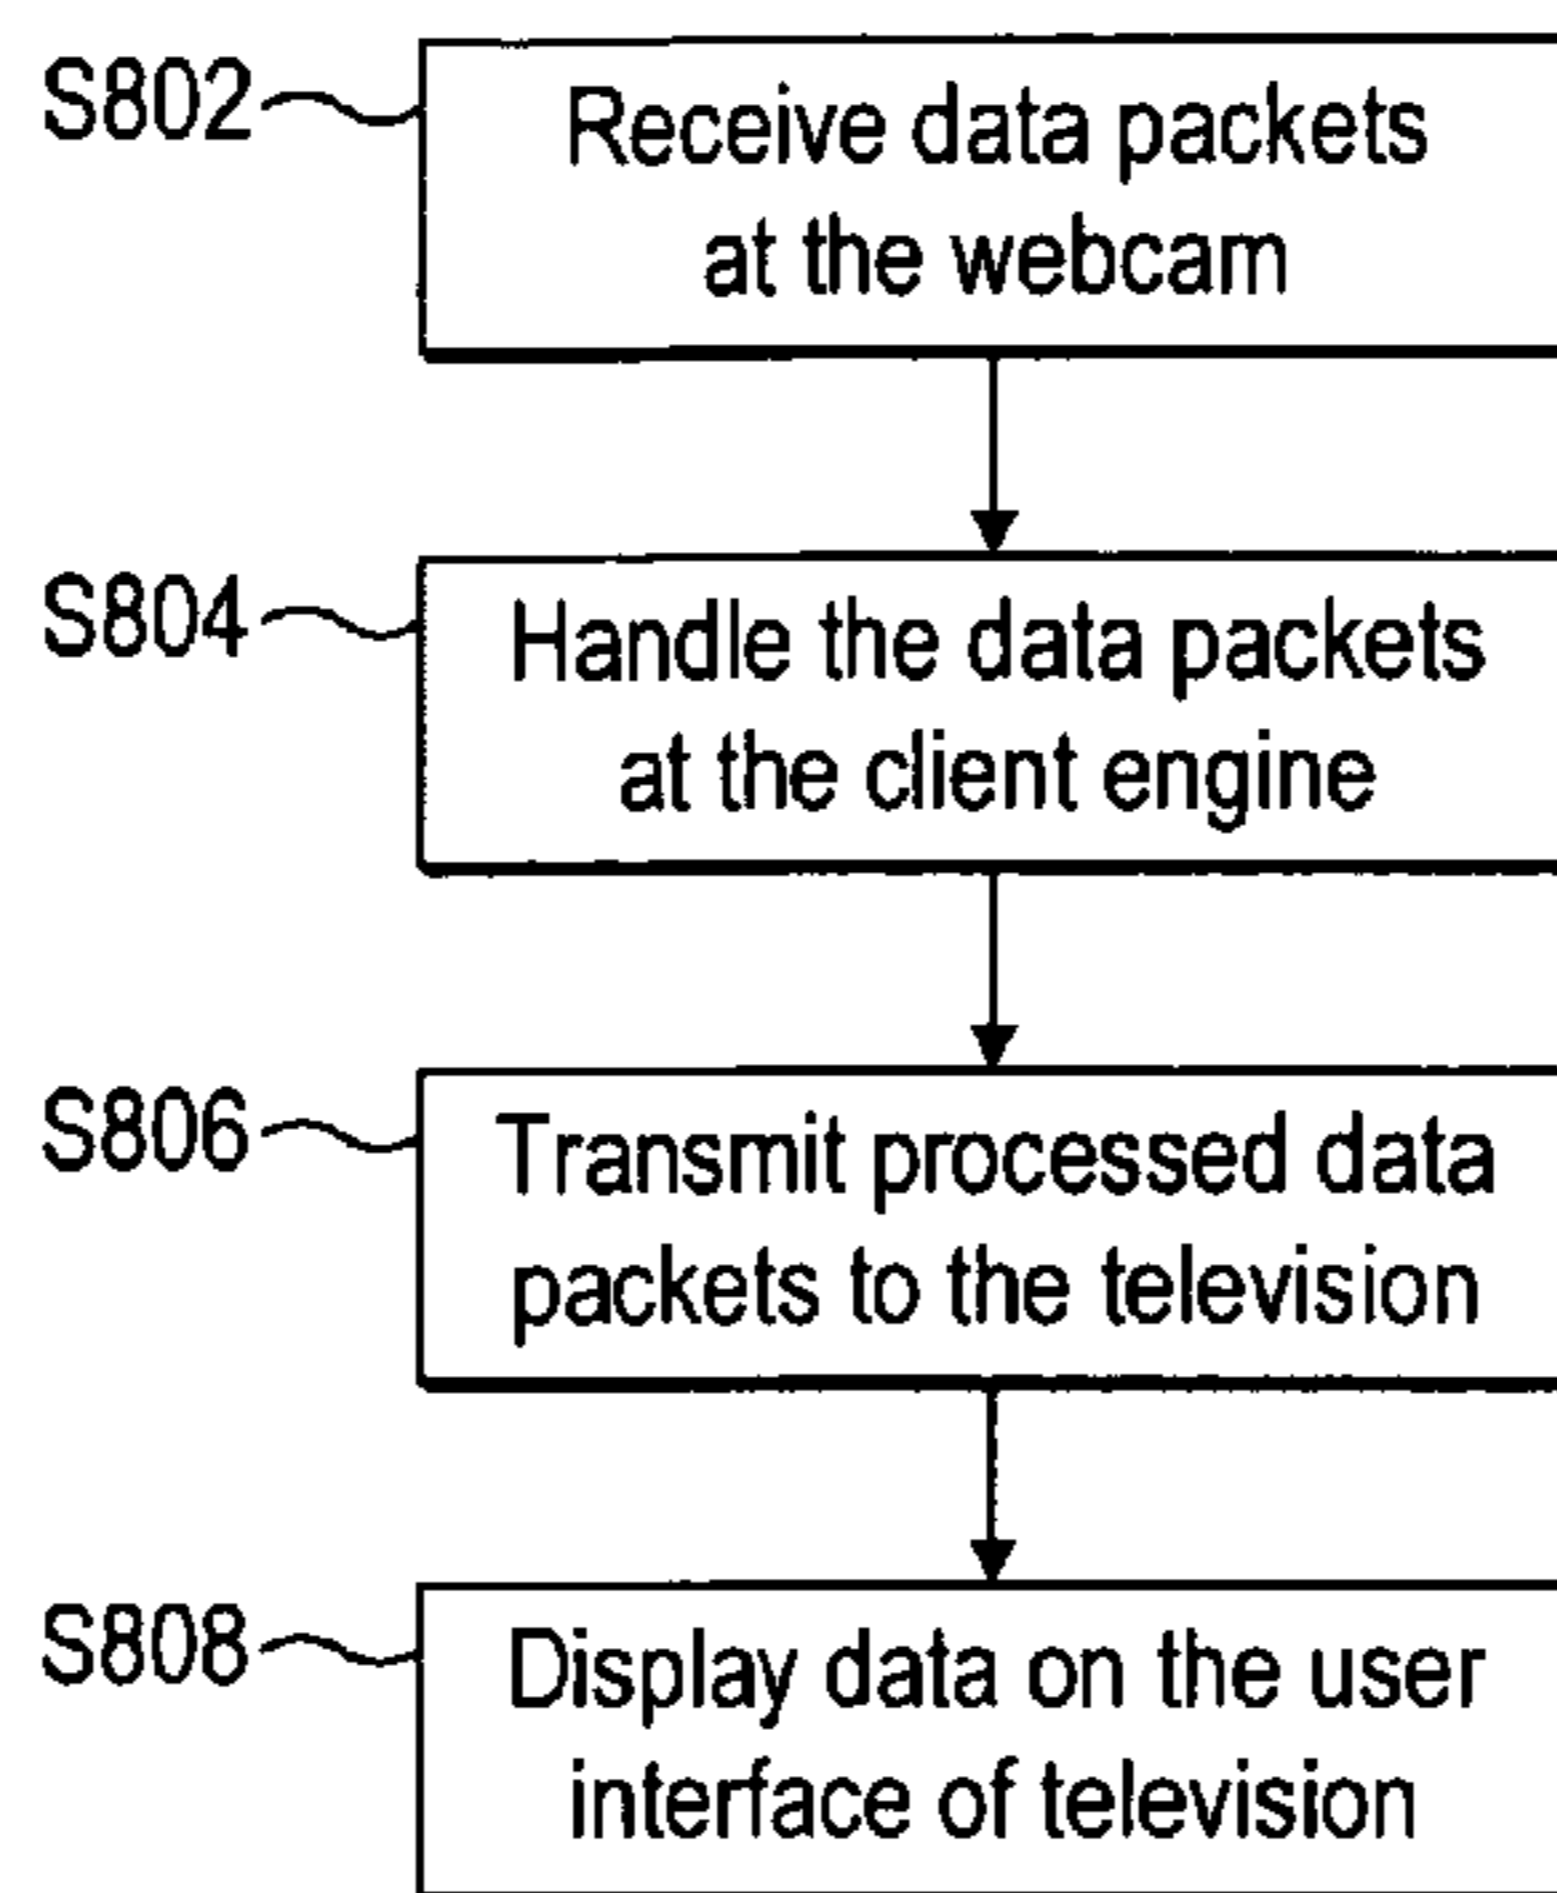 S802
Receive data packets
at the webcam
S804
Handle the data packets
at the client engine
S806
Transmit processed data
packets to the television
S808
Display data on the user
interface of television